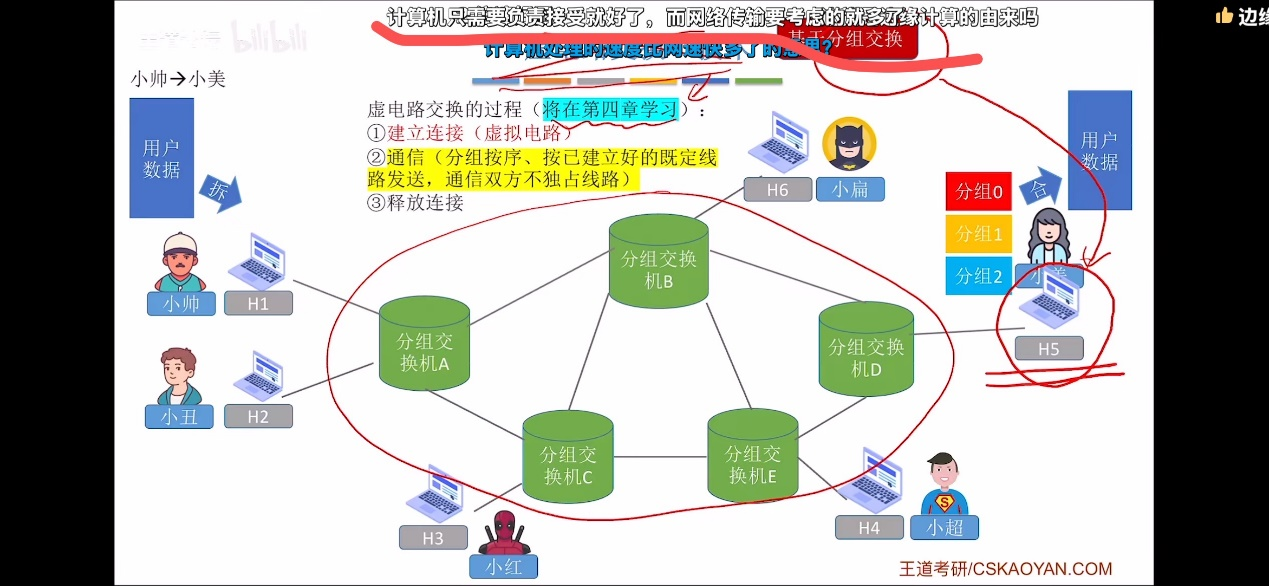 计算机只需要负责接受就好了，而网络传输要考虑的就多了
缘计算的由来吗
边缘
bilibili
计算机处理的速度比网速快多了的意思？
基于分组交换
小帅→小美
虚电路交换的过程（将在第四章学习）：
①建立连接（虚拟电路）
②通信（分组按序、按已建立好的既定线
路发送，通信双方不独占线路）
③释放连接
用户
数据
拆
用户
数据
合
分组0
分组1
分组2
H6
小扁
分组交换
机B
小帅
H1
小美
分组交
换机A
分组交换
机D
H5
小丑
H2
分组交
换机C
分组交
换机E
H3
小红
H4
小超
王道考研/CSKAOYAN.COM